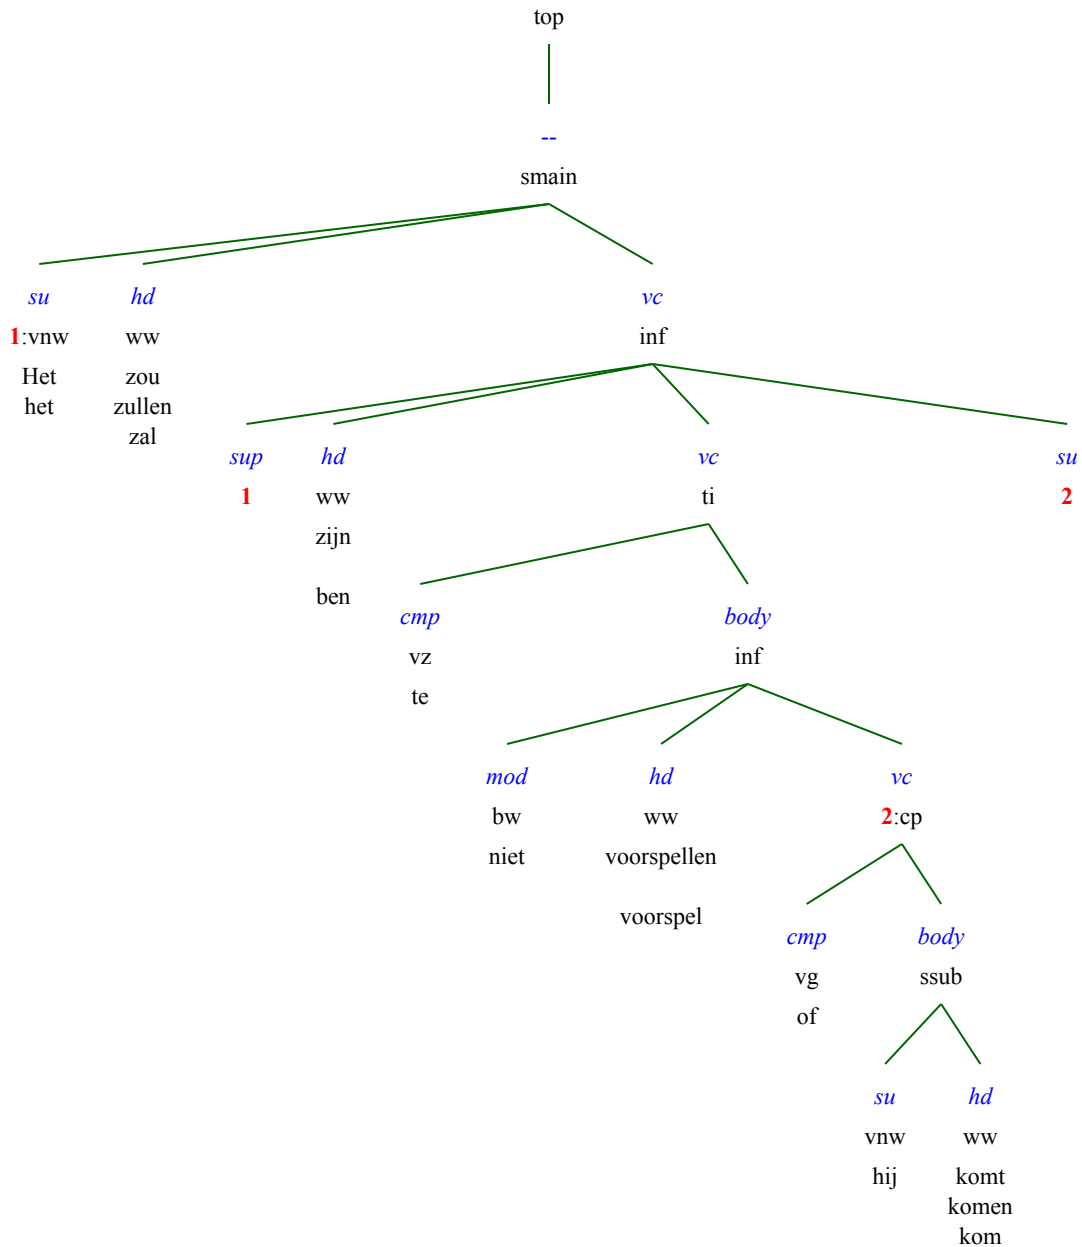 top
--
smain
su hd vc
1:vnw ww inf
Het zou
het zullen
zal
sup hd vc su
1 ww ti 2
zijn
ben
cmp body
vz inf
te
mod hd vc
bw ww 2:cp
niet voorspellen
voorspel
cmp body
vg ssub
of
su hd
vnw ww
hij komt
komen
kom